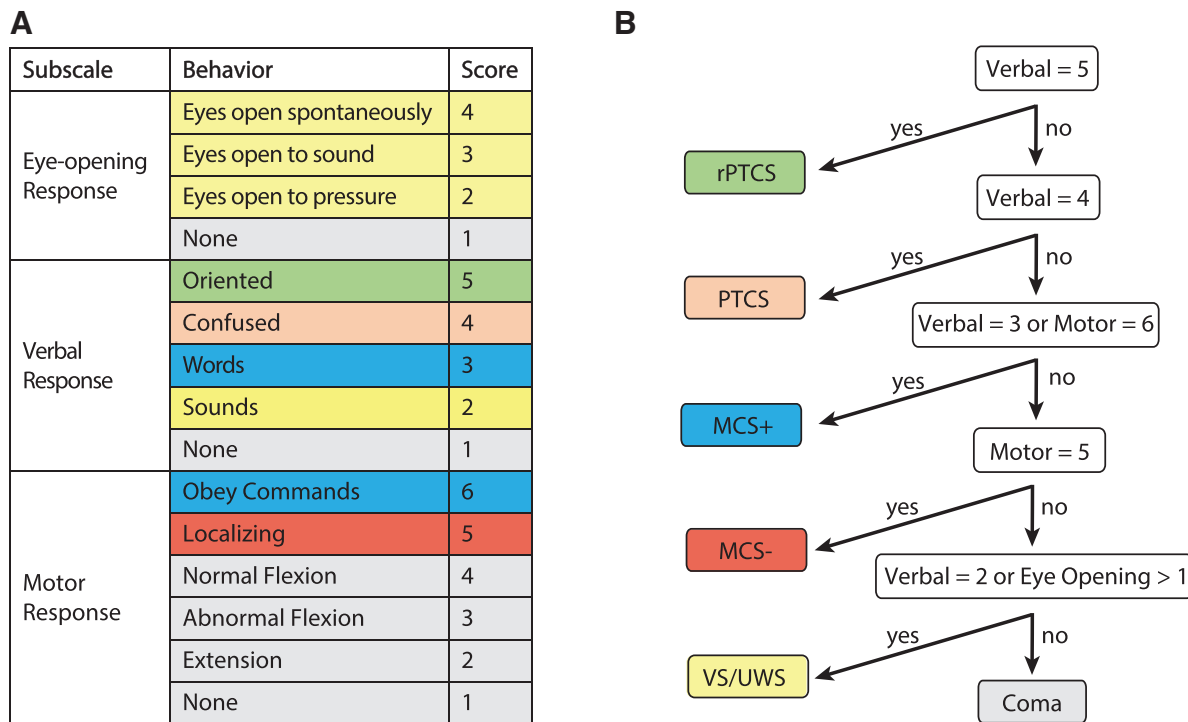 A
Subscale Behavior Score
Eye-opening
Response
Eyes open spontaneously 4
Eyes open to sound 3
Eyes open to pressure 2
None 1
Verbal
Response
Oriented 5
Confused 4
Words 3
Sounds 2
None 1
Motor
Response
Obey Commands 6
Localizing 5
Normal Flexion 4
Abnormal Flexion 3
Extension 2
None 1
B
Verbal = 5
yes no
rPTCS
Verbal = 4
yes no
PTCS
Verbal = 3 or Motor = 6
yes no
MCS+
Motor = 5
yes no
MCS-
Verbal = 2 or Eye Opening > 1
yes no
VS/UWS
Coma